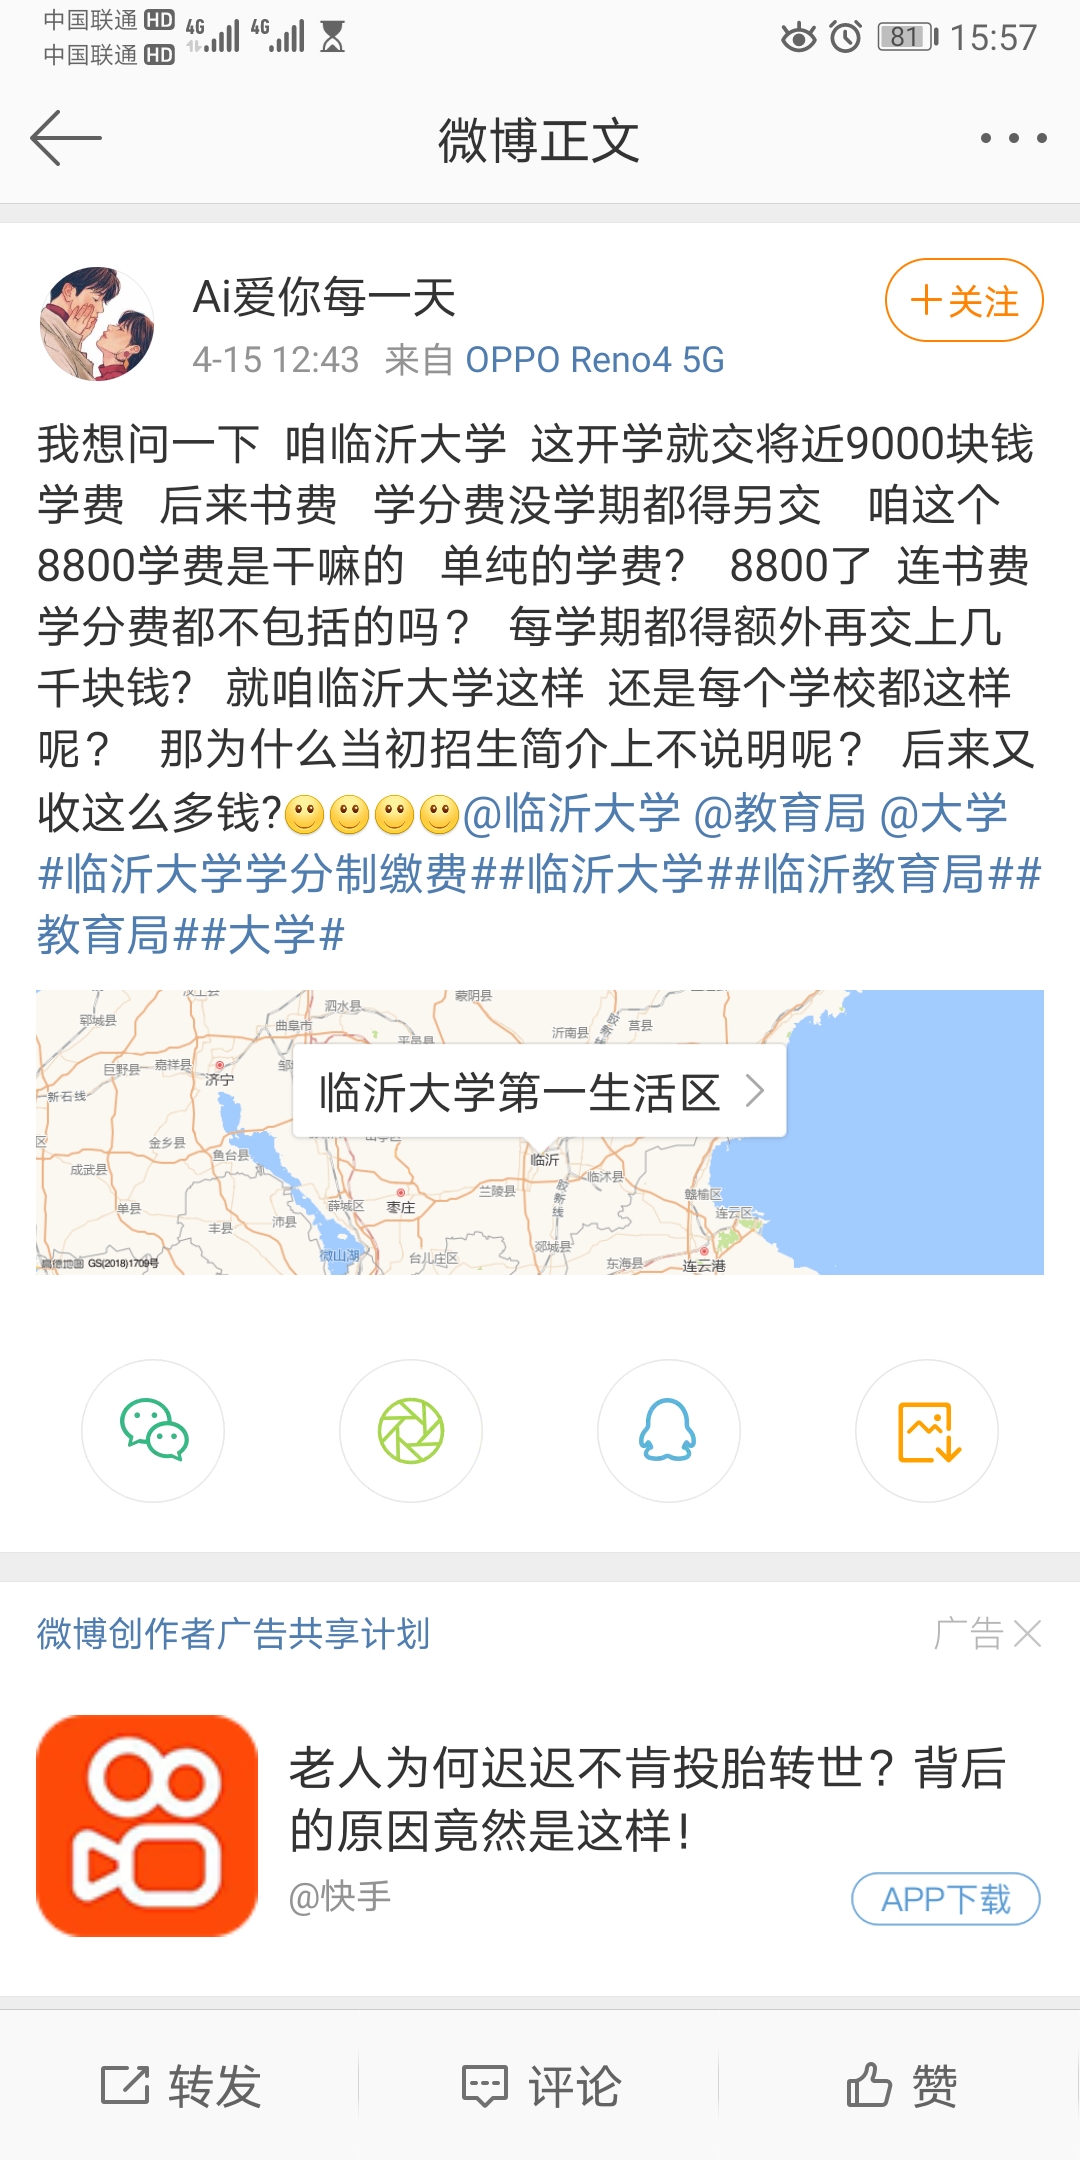 中国联通 HD 4G 4G
中国联通 HD
81 15:57
微博正文
Ai爱你每一天
+关注
4-15 12:43 来自 OPPO Reno4 5G
我想问一下 咱临沂大学 这开学就交将近9000块钱
学费 后来书费 学分费没学期都得另交 咱这个
8800学费是干嘛的 单纯的学费? 8800了 连书费
学分费都不包括的吗? 每学期都得额外再交上几
千块钱? 就咱临沂大学这样 还是每个学校都这样
呢? 那为什么当初招生简介上不说明呢? 后来又
收这么多钱?@临沂大学 @教育局 @大学
#临沂大学学分制缴费##临沂大学##临沂教育局##
教育局##大学#
泗水县
蒙阴县
郓城县
曲阜市
沂南县
莒县
平邑县
巨野县
嘉祥县
济宁
新石线
临沂大学第一生活区
金乡县
鱼台县
临沂
成武县
临沭县
单县
薛城区
枣庄
兰陵县
胶新线
赣榆区
连云区
丰县
沛县
微山湖
台儿庄区
郯城县
东海县
连云港
高德地图 GS(2018)1709号
微博创作者广告共享计划
广告
老人为何迟迟不肯投胎转世?背后
的原因竟然是这样!
@快手
APP下载
转发
评论
赞